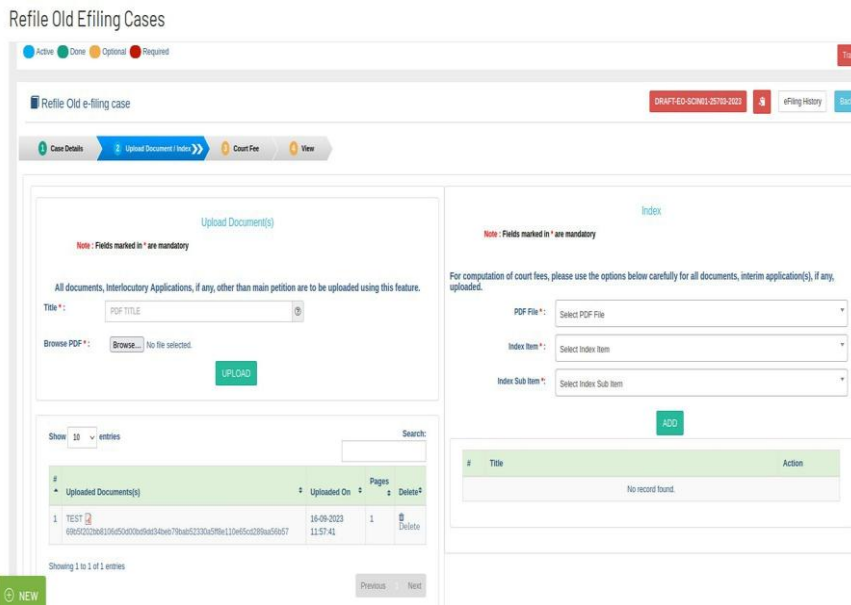 Refile Old Efiling Cases
Active Done Optional Required
Refile Old e-filing case
DRAFT-EO-SCIN01-25703-2023
eFiling History
1 Case Details
2 Upload Document / Index
3 Court Fee
4 View
Upload Document(s)
Note : Fields marked in * are mandatory
All documents, Interlocutory Applications, if any, other than main petition are to be uploaded using this feature.
Title * :
PDF TITLE
Browse PDF * :
Browse... No file selected.
UPLOAD
Show 10 entries
Search:
# Uploaded Documents(s) Uploaded On Pages Delete
1 TEST 16-09-2023 11:57:41 1 Delete
Showing 1 to 1 of 1 entries
Previous 1 Next
NEW
Index
Note : Fields marked in * are mandatory
For computation of court fees, please use the options below carefully for all documents, interim application(s), if any,
uploaded.
PDF File * :
Select PDF File
Index Item * :
Select Index Item
Index Sub Item *:
Select Index Sub Item
ADD
# Title Action
No record found.